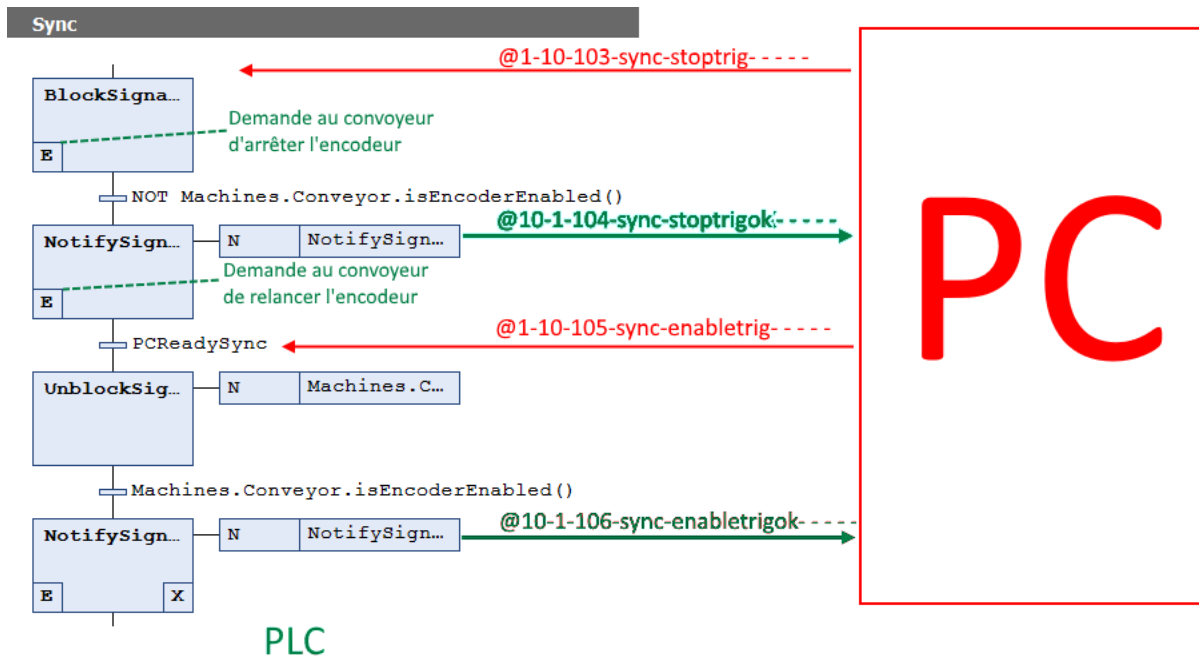 Sync
@1-10-103-sync-stoptrig- - - - -
BlockSigna...
Demande au convoyeur
d'arrêter l'encodeur
E
NOT Machines.Conveyor.isEncoderEnabled()
@10-1-104-sync-stoptrigok- - - - -
NotifySign...
N
NotifySign...
Demande au convoyeur
de relancer l'encodeur
E
@1-10-105-sync-enabletrig- - - - -
PCReadySync
UnblockSig...
N
Machines.C...
Machines.Conveyor.isEncoderEnabled()
@10-1-106-sync-enabletrigok- - - - -
NotifySign...
N
NotifySign...
E
X
PLC
PC